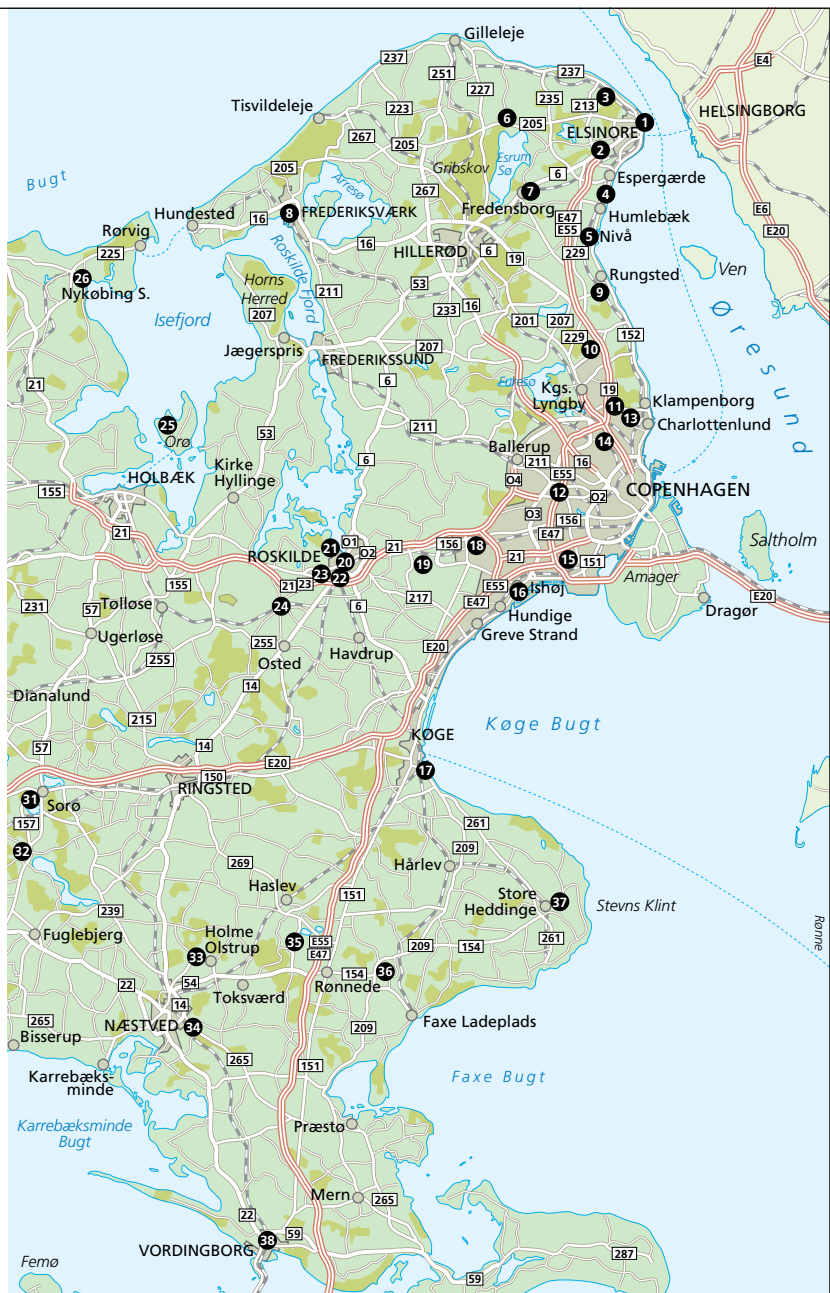 Gilleleje
237
E4
251
237
227
3
Tisvildeleje
223
235
213
HELSINGBORG
6
205
1
267
ELSINORE
205
2
Esrum
Sø
Gribskov
Bugt
205
6
Espergærde
Arresø
267
7
4
8
FREDERIKSVÆRK
Fredensborg
E47
Humlebæk
E6
Hundested
16
E55
E20
Rørvig
5
Nivå
225
16
HILLERØD
6
229
Roskilde Fjord
19
Ven
26
Horns
Herred
53
Rungsted
Nykøbing S.
211
9
Øresund
Isefjord
207
233
16
201
207
152
229
Jægerspris
207
10
FREDERIKSSUND
21
6
Furesø
Kgs.
Lyngby
19
Klampenborg
11
13
Charlottenlund
25
Orø
211
14
53
Ballerup
6
211
16
HOLBÆK
Kirke
Hyllinge
E55
O4
155
12
O2
COPENHAGEN
O3
156
21
21
O1
156
E47
Saltholm
ROSKILDE
20
O2
21
18
21
23
22
19
15
151
155
21
23
E55
Amager
E20
231
57
Tølløse
24
6
217
16
Ishøj
E47
Hundige
Dragør
Ugerløse
Greve Strand
255
Havdrup
E20
255
Osted
14
Dianalund
215
Køge Bugt
57
14
KØGE
E20
150
17
RINGSTED
31
Sorø
157
261
209
32
269
Hårlev
Haslev
151
Store
Heddinge
37
Stevns Klint
239
Fuglebjerg
Holme
Olstrup
35
E55
209
154
261
Rønne
33
E47
154
36
22
54
Toksværd
Rønnede
14
265
NÆSTVED
34
209
Faxe Ladeplads
Bisserup
265
151
Karrebæks-
minde
Faxe Bugt
Karrebæksminde
Bugt
Præstø
Mern
265
22
59
38
VORDINGBORG
287
Femø
59